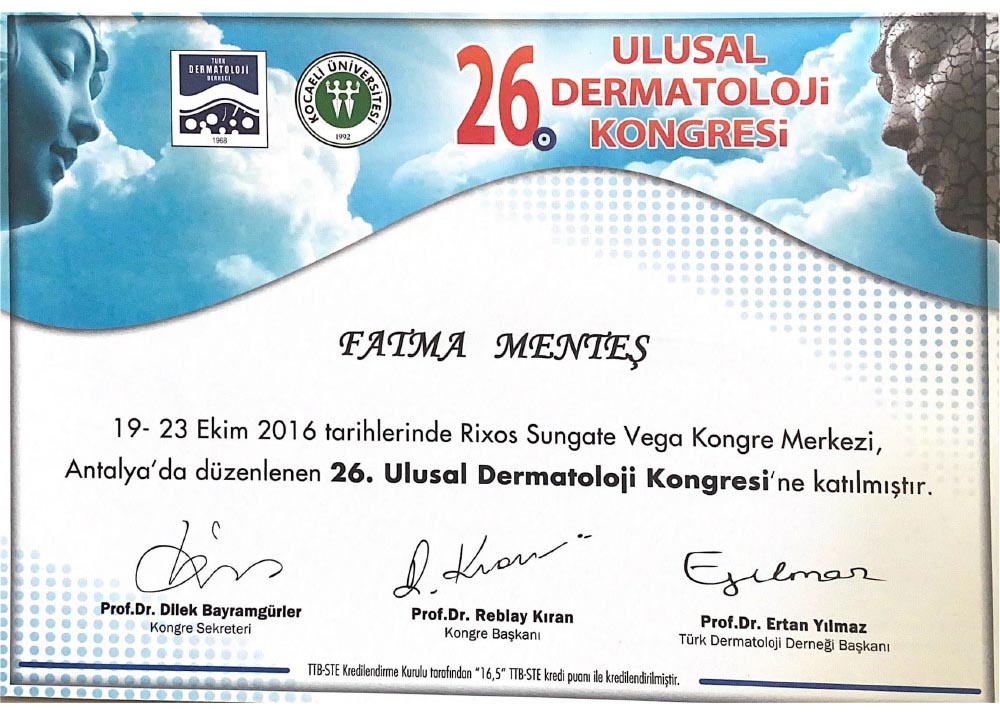 TÜRK
DERMATOLOJİ
DERNEĞİ
1968
KOCAELİ ÜNİVERSİTESİ
1992
26.
ULUSAL
DERMATOLOJİ
KONGRESİ
FATMA MENTEŞ
19- 23 Ekim 2016 tarihlerinde Rixos Sungate Vega Kongre Merkezi,
Antalya'da düzenlenen 26. Ulusal Dermatoloji Kongresi'ne katılmıştır.
R. Kıran
EYılmaz
Prof.Dr. Dilek Bayramgürler
Kongre Sekreteri
Prof.Dr. Reblay Kıran
Kongre Başkanı
Prof.Dr. Ertan Yılmaz
Türk Dermatoloji Derneği Başkanı
TTB-STE Kredilendirme Kurulu tarafından "16,5" TTB-STE kredi puanı ile kredilendirilmiştir.